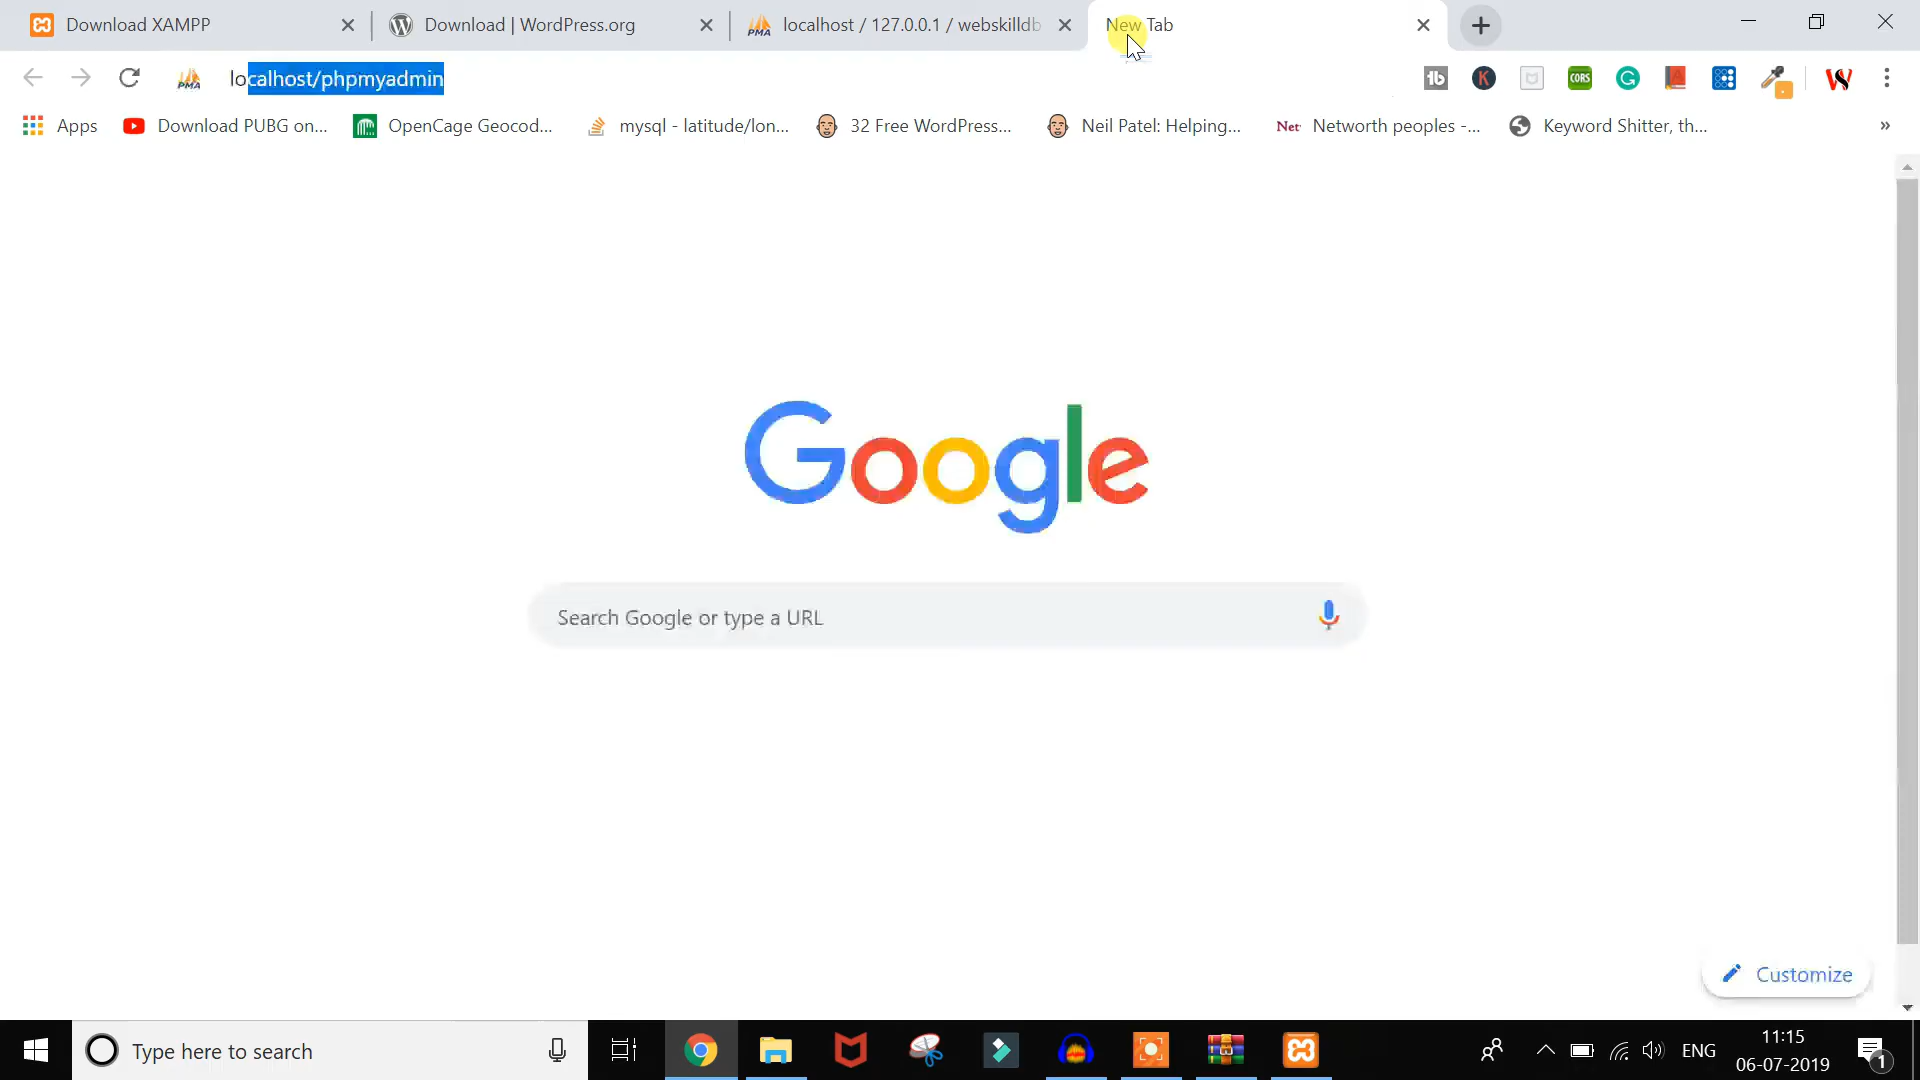 Download XAMPP
Download | WordPress.org
localhost / 127.0.0.1 / webskilldb
New Tab
localhost/phpmyadmin
Apps
Download PUBG on...
OpenCage Geocod...
mysql - latitude/lon...
32 Free WordPress...
Neil Patel: Helping...
Net
Networth peoples -...
Keyword Shitter, th...
»
Google
Search Google or type a URL
Customize
Type here to search
ENG
11:15
06-07-2019
1